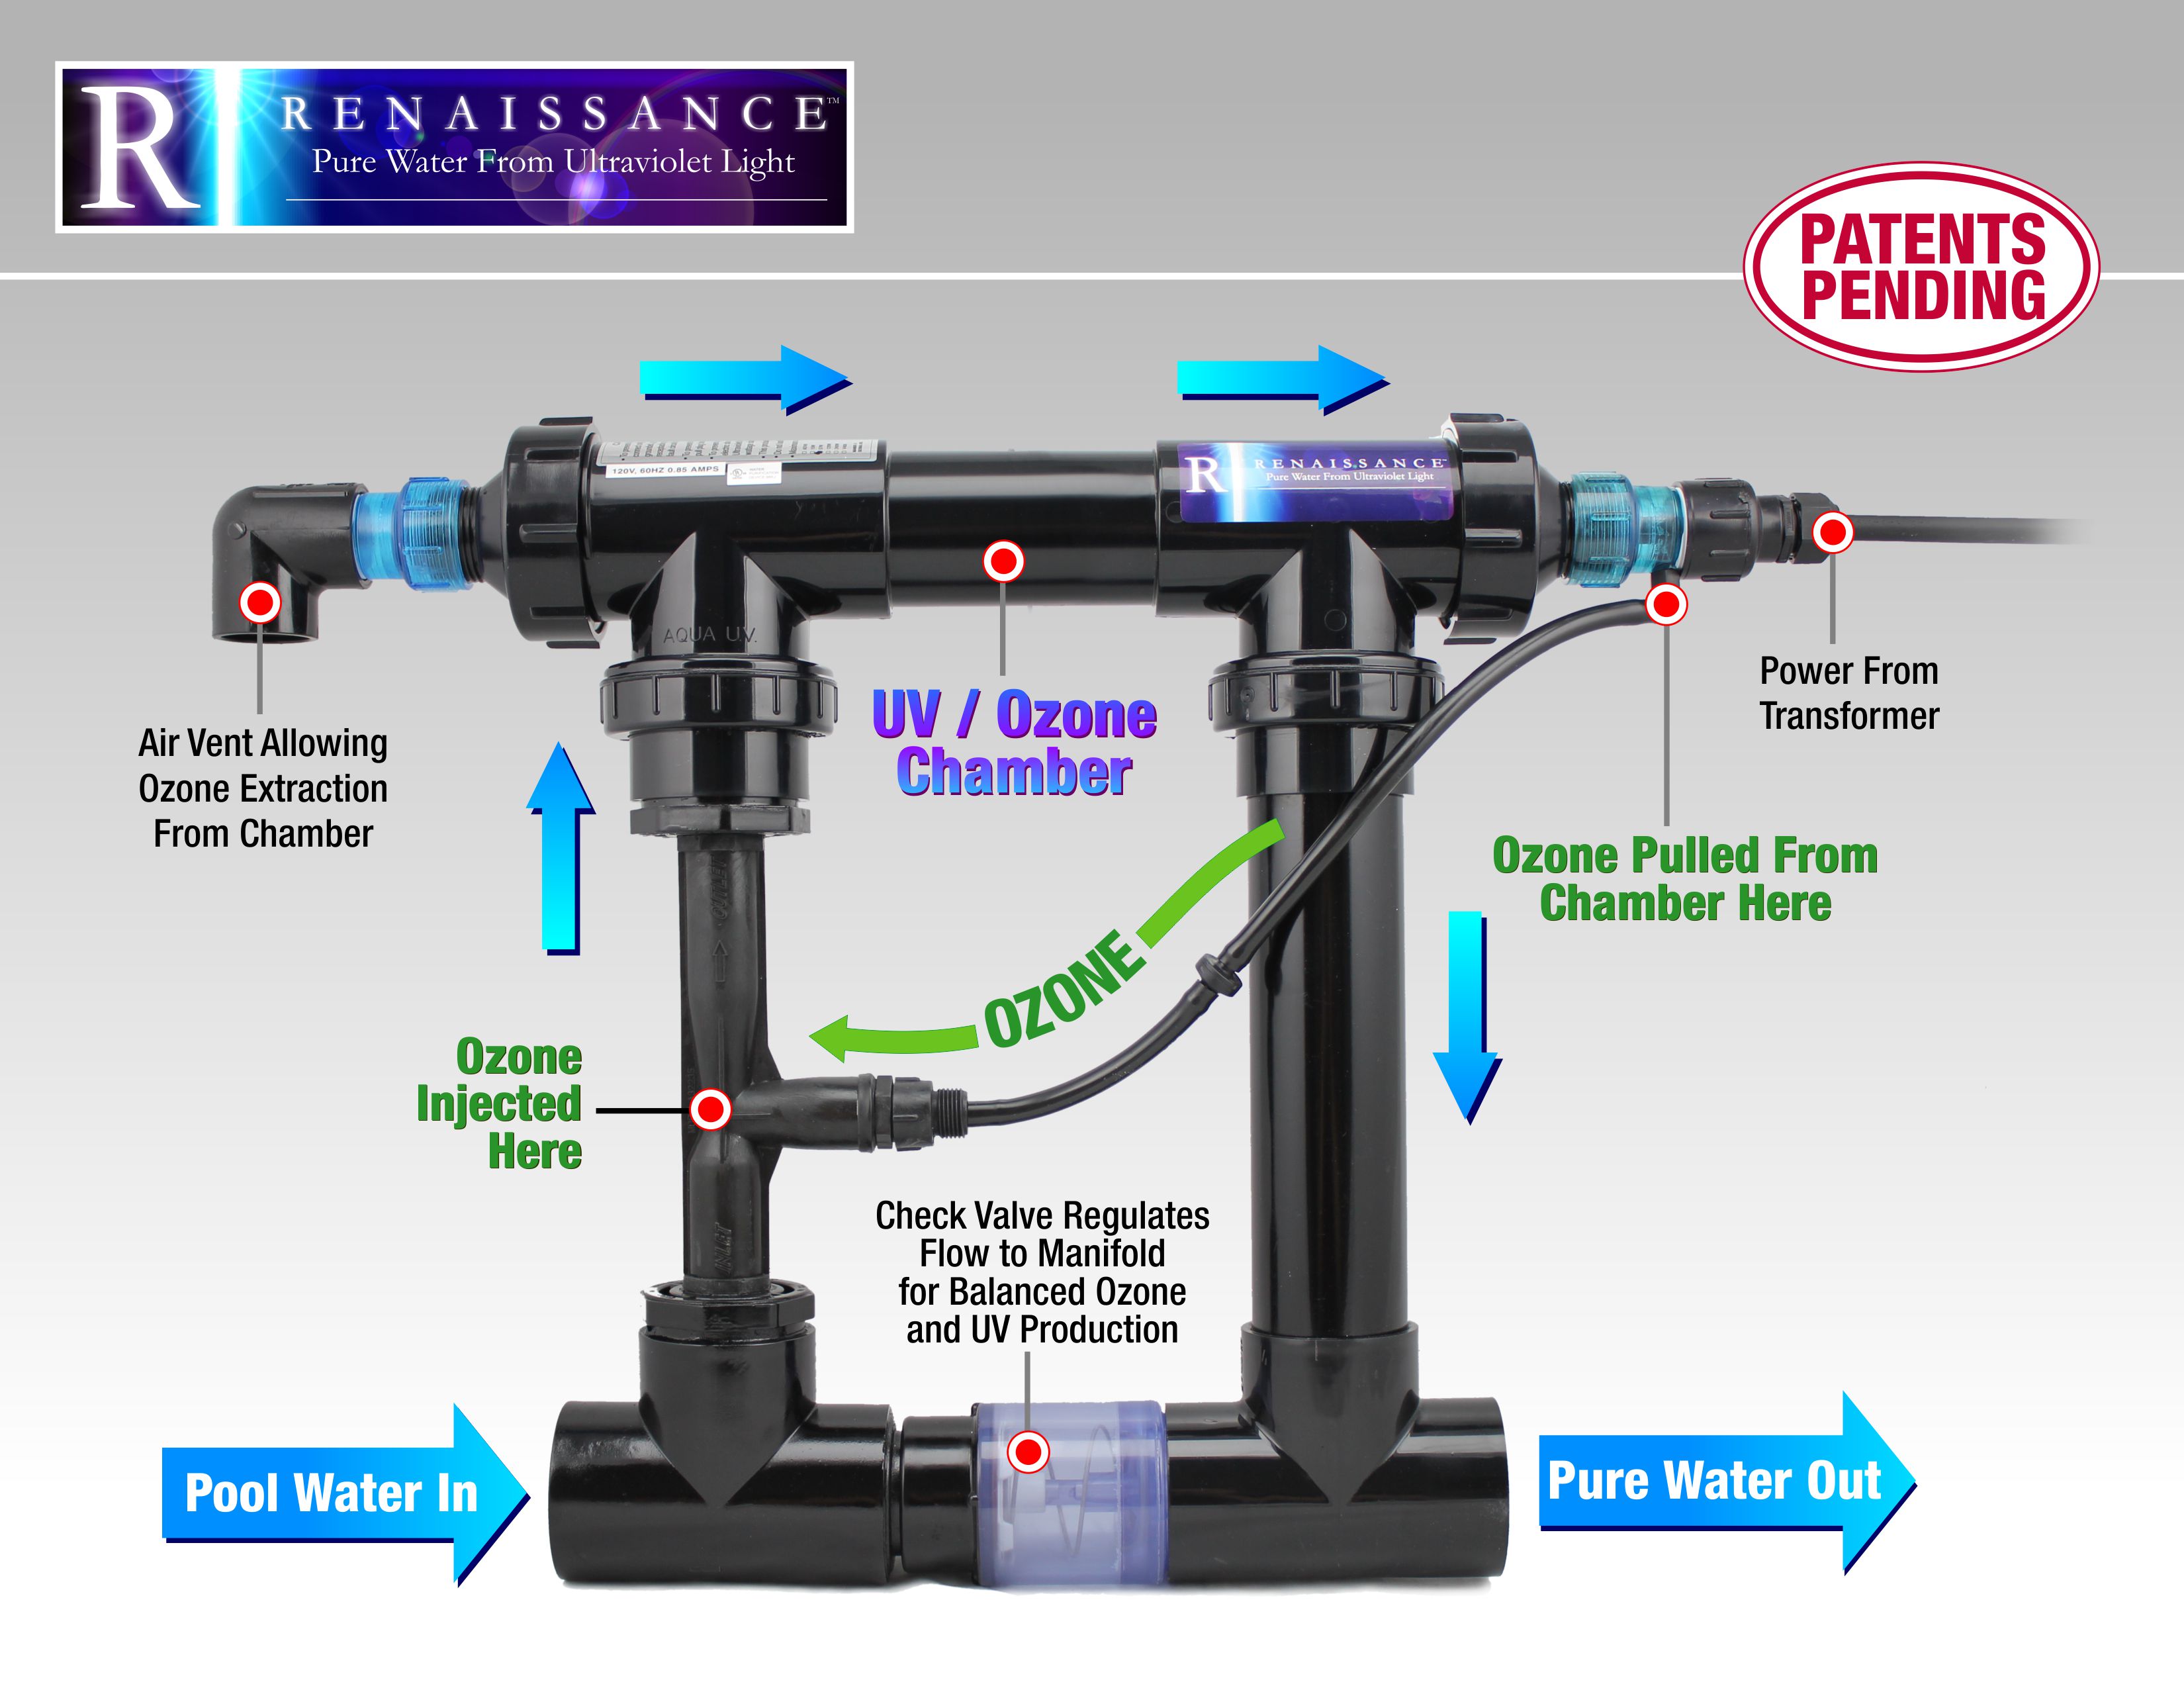 R
RENAISSANCE™
Pure Water From Ultraviolet Light
PATENTS
PENDING
120V, 60HZ 0.85 AMPS
R
RENAISSANCE
Pure Water From Ultraviolet Light
AQUA U.V.
Power From
Transformer
UV / Ozone
Chamber
Air Vent Allowing
Ozone Extraction
From Chamber
Ozone Pulled From
Chamber Here
OUTLET
OZONE
Ozone
Injected
Here
Check Valve Regulates
Flow to Manifold
for Balanced Ozone
and UV Production
INLET
Pool Water In
Pure Water Out